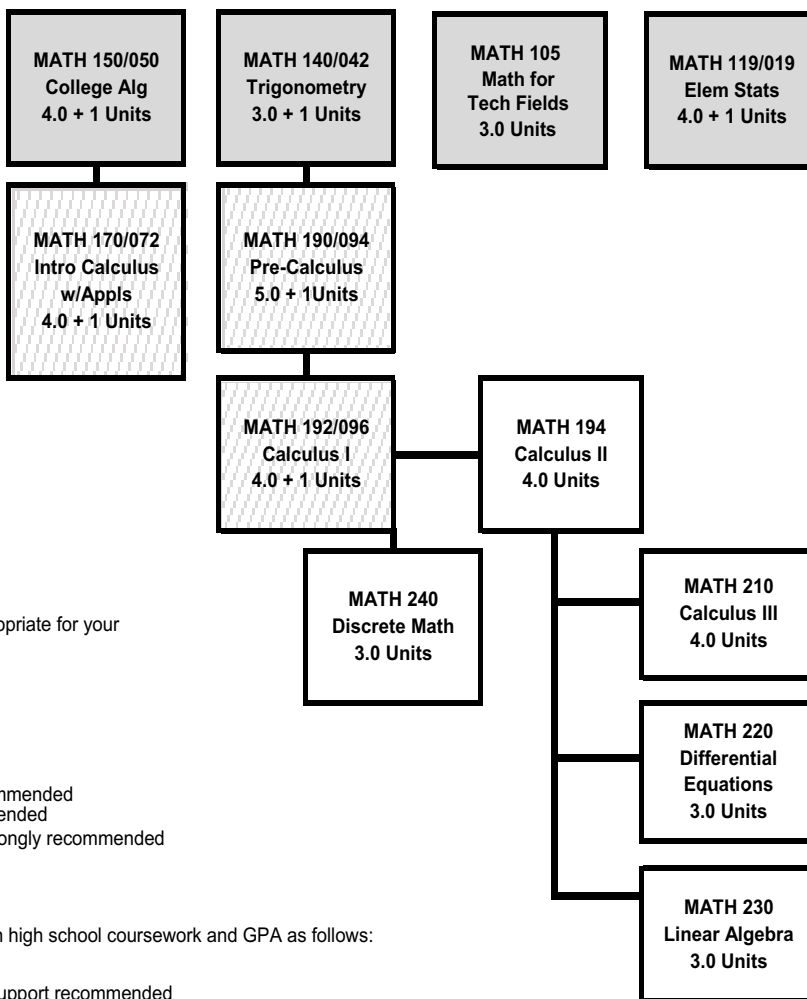 MATH 150/050
College Alg
4.0 + 1 Units
MATH 140/042
Trigonometry
3.0 + 1 Units
MATH 105
Math for
Tech Fields
3.0 Units
MATH 119/019
Elem Stats
4.0 + 1 Units
MATH 170/072
Intro Calculus
w/Appls
4.0 + 1 Units
MATH 190/094
Pre-Calculus
5.0 + 1Units
MATH 192/096
Calculus I
4.0 + 1 Units
MATH 194
Calculus II
4.0 Units
MATH 240
Discrete Math
3.0 Units
MATH 210
Calculus III
4.0 Units
MATH 220
Differential
Equations
3.0 Units
MATH 230
Linear Algebra
3.0 Units
opriate for your
mmended
ended
ongly recommended
n high school coursework and GPA as follows:
upport recommended